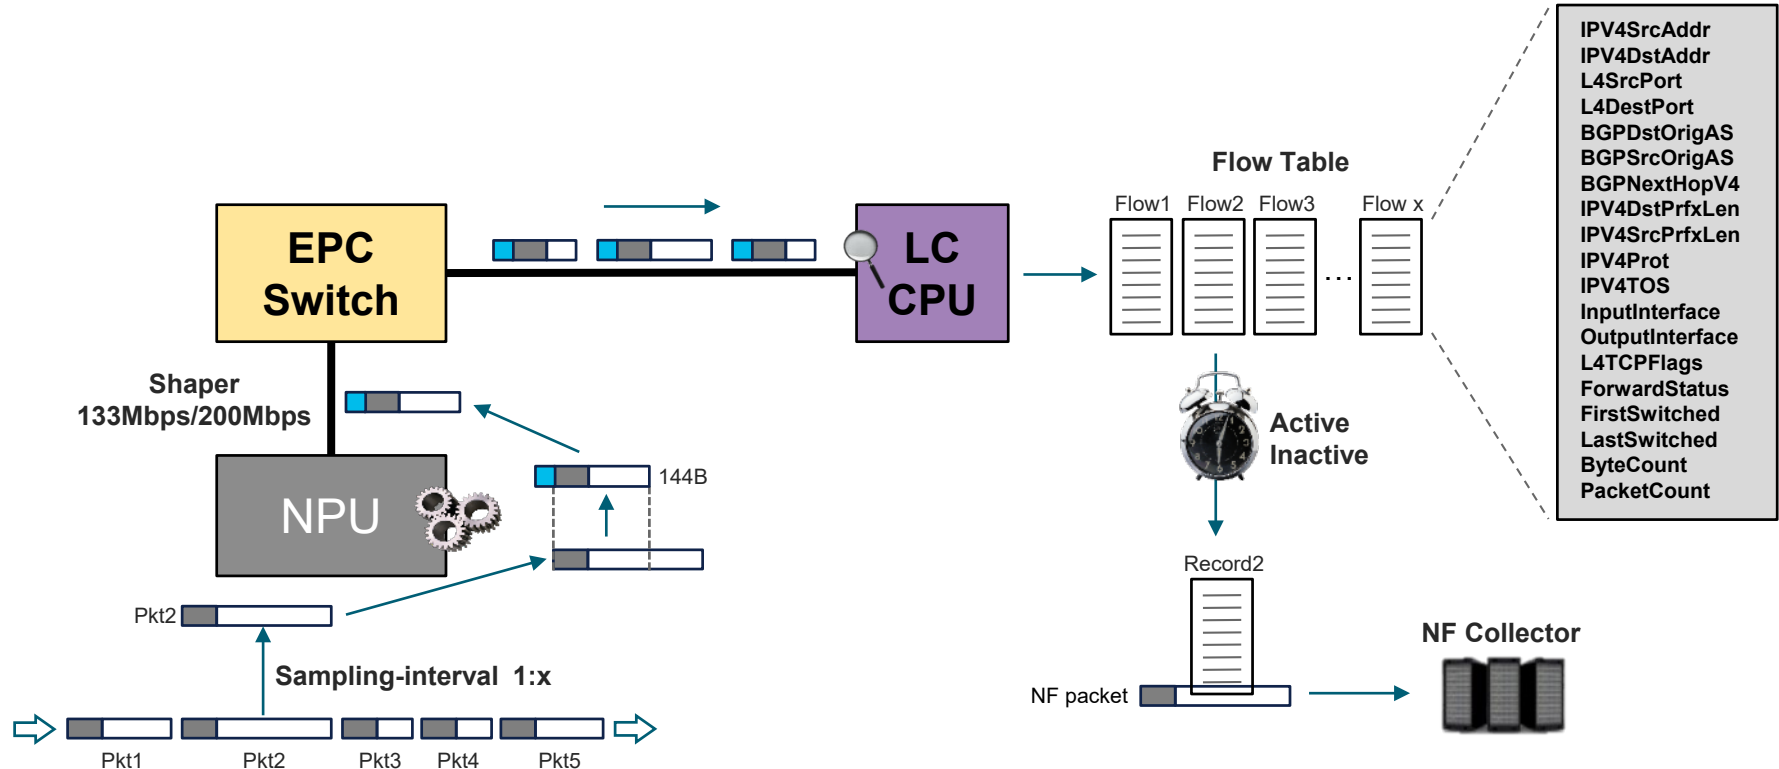 IPV4SrcAddr
IPV4DstAddr
L4SrcPort
L4DestPort
BGPDstOrigAS
BGPSrcOrigAS
BGPNextHopV4
IPV4DstPrfxLen
IPV4SrcPrfxLen
IPV4Prot
IPV4TOS
InputInterface
OutputInterface
L4TCPFlags
ForwardStatus
FirstSwitched
LastSwitched
ByteCount
PacketCount
Flow Table
Flow1 Flow2 Flow3 ... Flow x
EPC
Switch
LC
CPU
Shaper
133Mbps/200Mbps
NPU
144B
Active
Inactive
Pkt2
Sampling-interval 1:x
Pkt1 Pkt2 Pkt3 Pkt4 Pkt5
Record2
NF packet
NF Collector